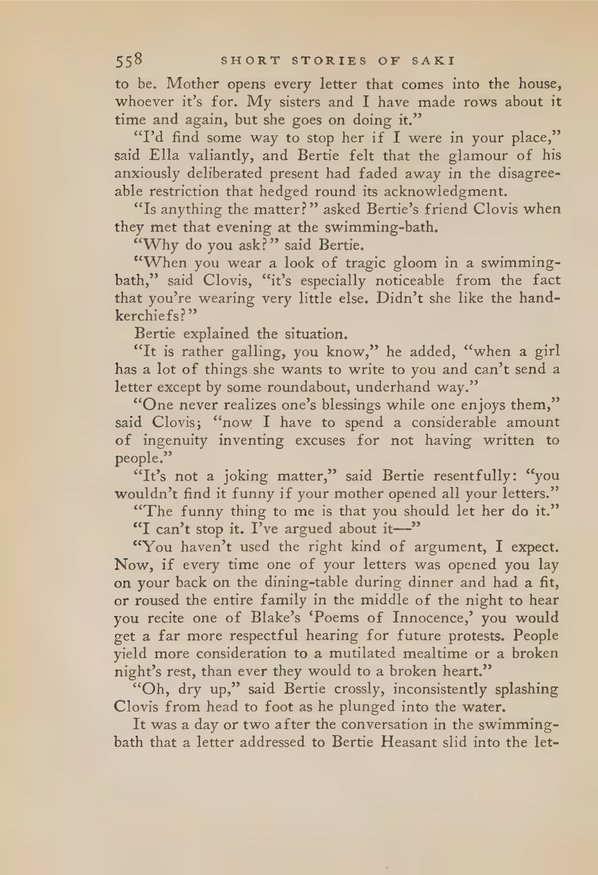 558 SHORT STORIES OF SAKI
to be. Mother opens every letter that comes into the house,
whoever it’s for. My sisters and I have made rows about it
time and again, but she goes on doing it.”
“I’d find some way to stop her if I were in your place,”
said Ella valiantly, and Bertie felt that the glamour of his
anxiously deliberated present had faded away in the disagree-
able restriction that hedged round its acknowledgment.
“Is anything the matter?” asked Bertie’s friend Clovis when
they met that evening at the swimming-bath.
“Why do you ask?” said Bertie.
“When you wear a look of tragic gloom in a swimming-
bath,” said Clovis, “it’s especially noticeable from the fact
that you’re wearing very little else. Didn’t she like the hand-
kerchiefs?”
Bertie explained the situation.
“It is rather galling, you know,” he added, “when a girl
has a lot of things she wants to write to you and can’t send a
letter except by some roundabout, underhand way.”
“One never realizes one’s blessings while one enjoys them,”
said Clovis; “now I have to spend a considerable amount
of ingenuity inventing excuses for not having written to
people.”
“It’s not a joking matter,” said Bertie resentfully: “you
wouldn’t find it funny if your mother opened all your letters.”
“The funny thing to me is that you should let her do it.”
“I can’t stop it. I’ve argued about it—”
“You haven’t used the right kind of argument, I expect.
Now, if every time one of your letters was opened you lay
on your back on the dining-table during dinner and had a fit,
or roused the entire family in the middle of the night to hear
you recite one of Blake’s ‘Poems of Innocence,’ you would
get a far more respectful hearing for future protests. People
yield more consideration to a mutilated mealtime or a broken
night’s rest, than ever they would to a broken heart.”
“Oh, dry up,” said Bertie crossly, inconsistently splashing
Clovis from head to foot as he plunged into the water.
It was a day or two after the conversation in the swimming-
bath that a letter addressed to Bertie Heasant slid into the let-